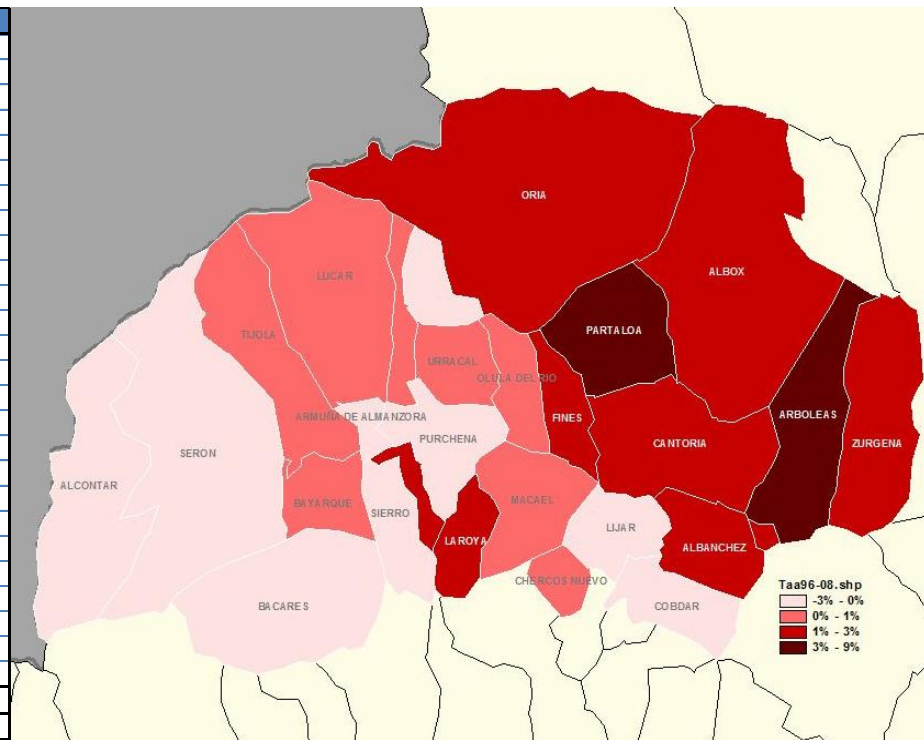 ORIA
ALBOX
LUCAR
PARTALOA
TIJOLA
URRACAL
OLULA DEL RIO
ARBOLEAS
ARMUÑA DE ALMANZORA
FINES
PURCHENA
CANTORIA
ZURGENA
SERON
ALCONTAR
BAYARQUE
MACAEL
SIERRO
LIJAR
LAROYA
ALBANCHEZ
CHERCOS NUEVO
BACARES
COBDAR
Taa96-08.shp
-3% - 0%
0% - 1%
1% - 3%
3% - 9%